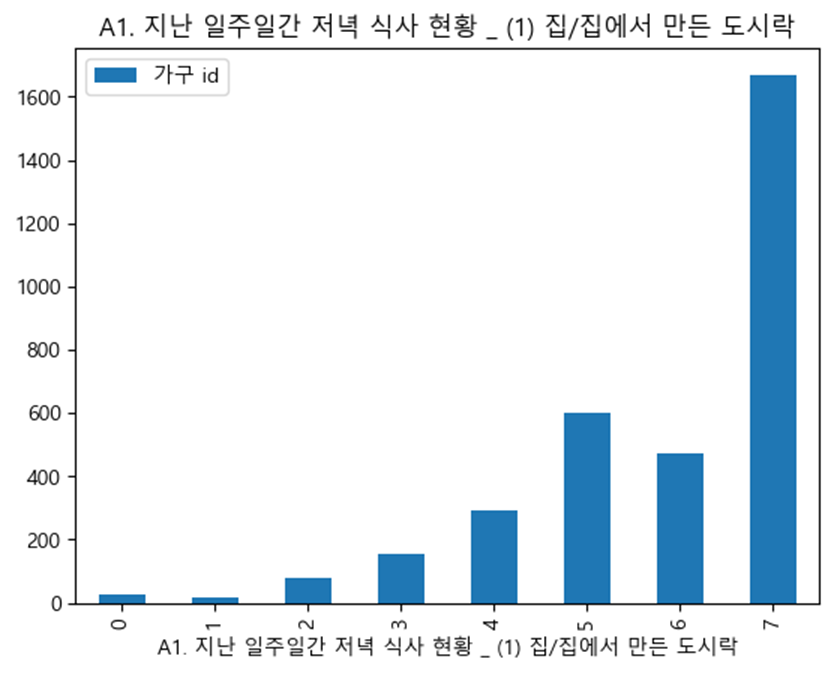 A1. 지난 일주일간 저녁 식사 현황 _ (1) 집/집에서 만든 도시락
가구 id
1600
1400
1200
1000
800
600
400
200
0
0 1 2 3 4 5 6 7
A1. 지난 일주일간 저녁 식사 현황 _ (1) 집/집에서 만든 도시락